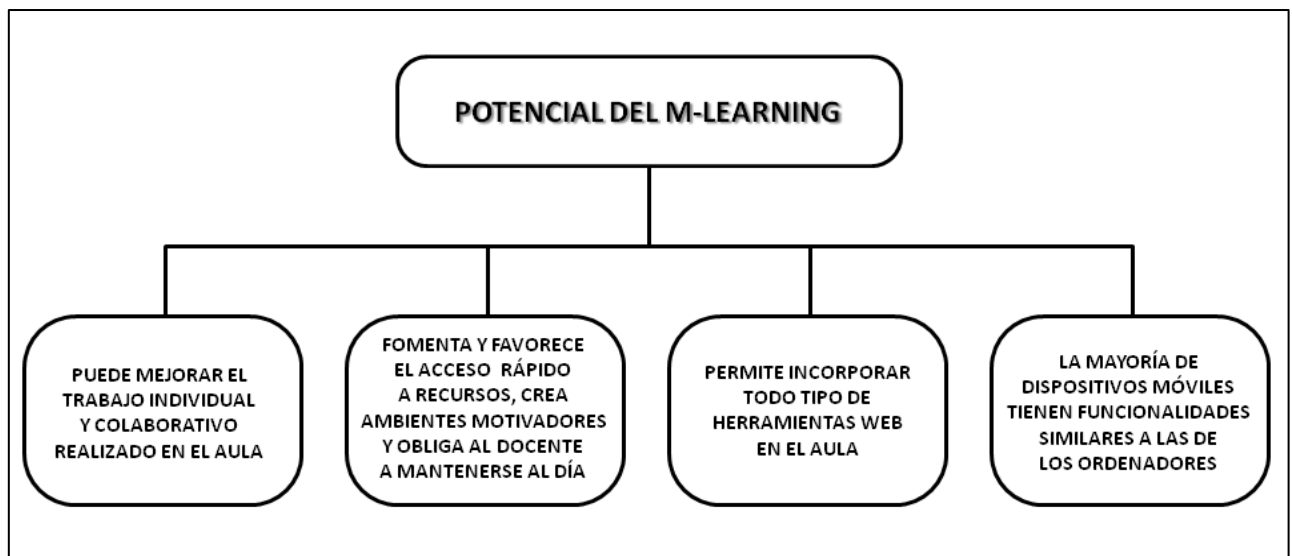 POTENCIAL DEL M-LEARNING
PUEDE MEJORAR EL
TRABAJO INDIVIDUAL
Y COLABORATIVO
REALIZADO EN EL AULA
FOMENTA Y FAVORECE
EL ACCESO RÁPIDO
A RECURSOS, CREA
AMBIENTES MOTIVADORES
Y OBLIGA AL DOCENTE
A MANTENERSE AL DÍA
PERMITE INCORPORAR
TODO TIPO DE
HERRAMIENTAS WEB
EN EL AULA
LA MAYORÍA DE
DISPOSITIVOS MÓVILES
TIENEN FUNCIONALIDADES
SIMILARES A LAS DE
LOS ORDENADORES